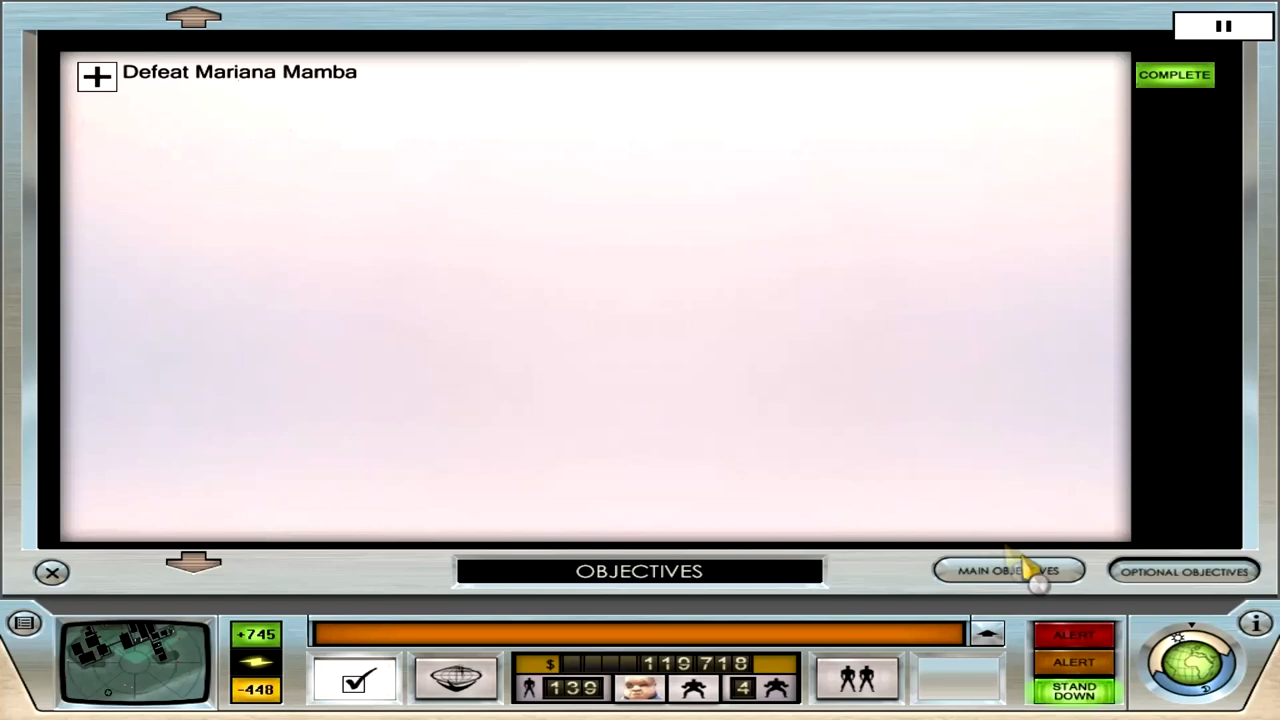 Defeat Mariana Mamba
COMPLETE
OBJECTIVES
OPTIONAL OBJECTIVES
+745
-448
$ 119718
139
4
ALERT
ALERT
STAND
DOWN